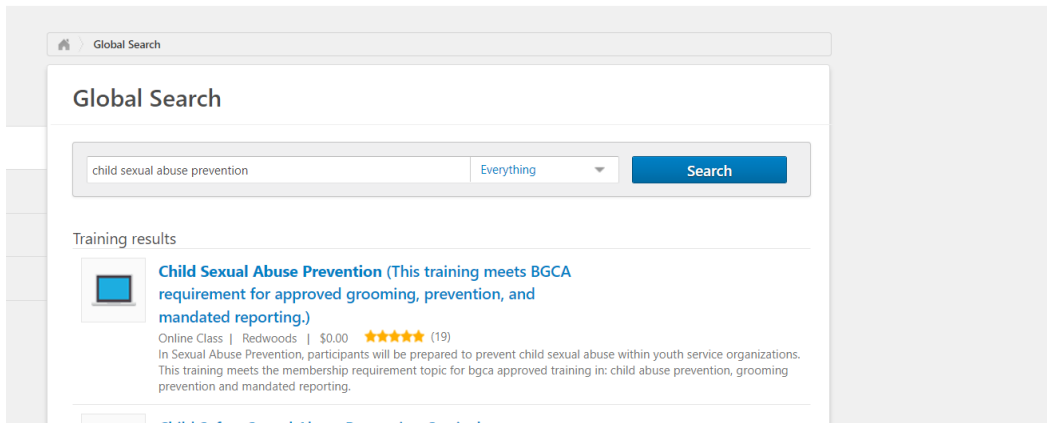 Global Search
Global Search
child sexual abuse prevention
Everything
Search
Training results
Child Sexual Abuse Prevention (This training meets BGCA
requirement for approved grooming, prevention, and
mandated reporting.)
Online Class | Redwoods | $0.00 (19)
In Sexual Abuse Prevention, participants will be prepared to prevent child sexual abuse within youth service organizations.
This training meets the membership requirement topic for bgca approved training in: child abuse prevention, grooming
prevention and mandated reporting.